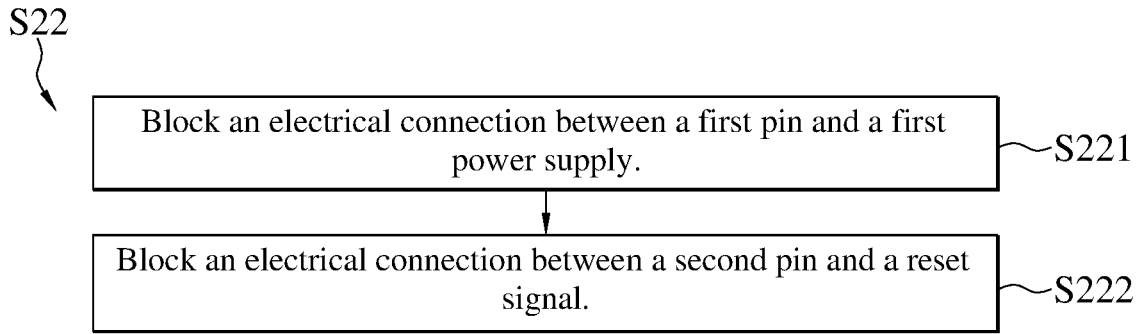 S22
Block an electrical connection between a first pin and a first
power supply.
S221
Block an electrical connection between a second pin and a reset
signal.
S222